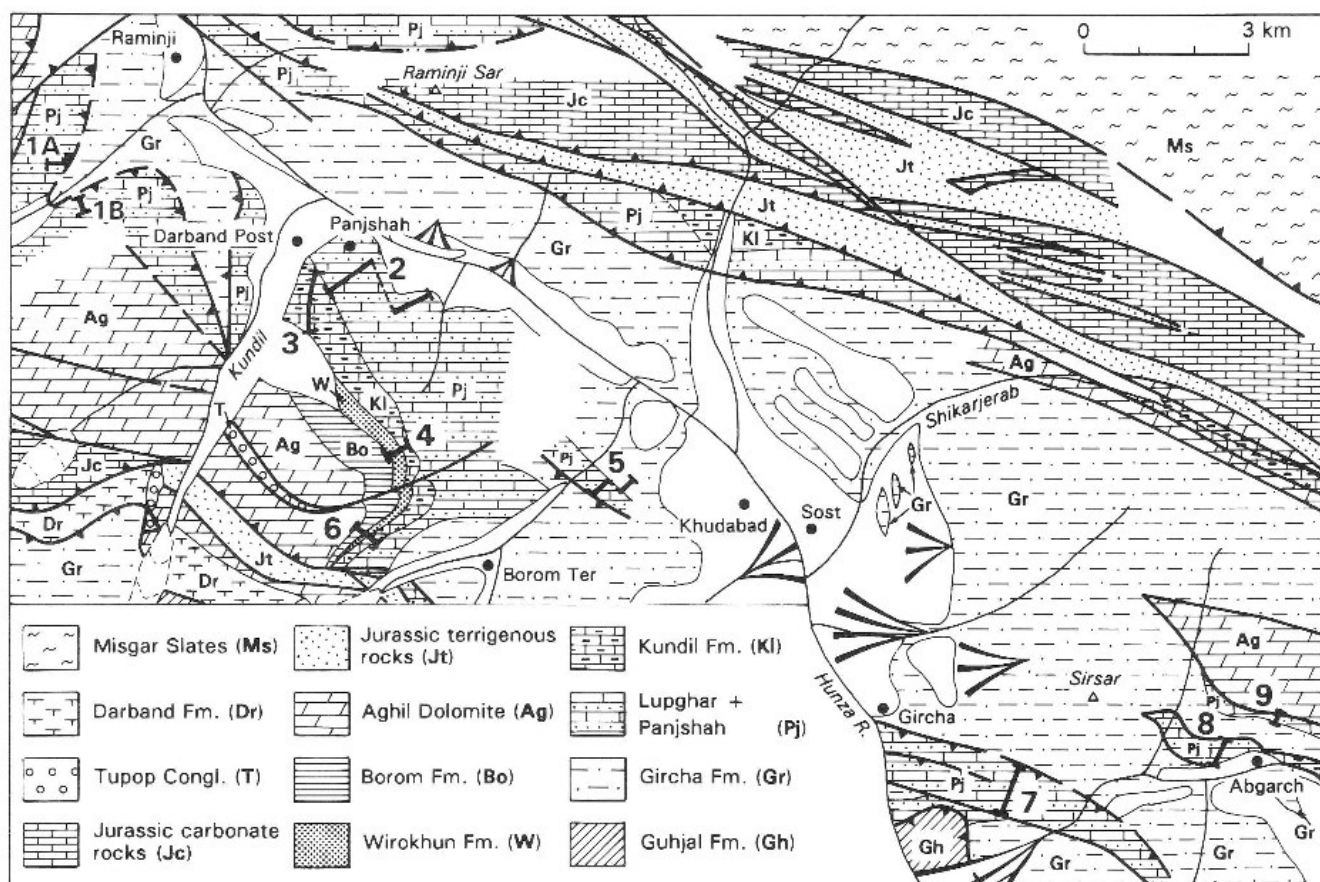 Raminji
Pj
0 3 km
Pj
Raminji Sar
Jc
Jc
Pj
Ms
1A
Gr
Jt
Pj
1B
Pj
Jt
Darband Post
Panjshah
Kl
Gr
2
Ag
Pj
3
Kundil
W
Kl
Pj
Ag
Shikarjerab
T
Ag
Bo
4
Jc
Pj
5
Gr
Gr
Khudabad
Sost
Dr
6
Gr
Jt
Dr
Borom Ter
Ag
Hunza R.
Sirsar
Pj
9
Gircha
8
Pj
Abgarch
Pj
7
Gr
Gh
Gr
Gr
Misgar Slates (Ms)
Darband Fm. (Dr)
Tupop Congl. (T)
Jurassic carbonate
rocks (Jc)
Jurassic terrigenous
rocks (Jt)
Aghil Dolomite (Ag)
Borom Fm. (Bo)
Wirokhun Fm. (W)
Kundil Fm. (Kl)
Lupghar +
Panjshah (Pj)
Gircha Fm. (Gr)
Guhjal Fm. (Gh)